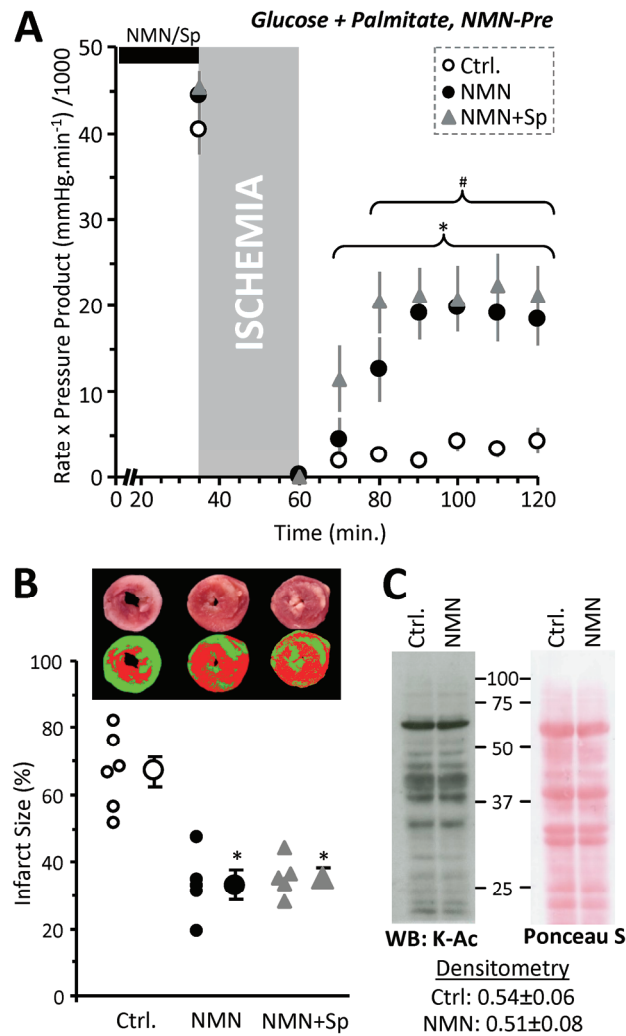 A
Glucose + Palmitate, NMN-Pre
NMN/Sp
Ctrl.
NMN
NMN+Sp
Rate x Pressure Product (mmHg.min⁻¹) /1000
50
40
30
20
10
0
ISCHEMIA
#
*
0 20 40 60 80 100 120
Time (min.)
B
Infarct Size (%)
100
80
60
40
20
0
* *
Ctrl. NMN NMN+Sp
C
Ctrl. NMN Ctrl. NMN
100
75
50
37
25
WB: K-Ac Ponceau S
Densitometry
Ctrl: 0.54±0.06
NMN: 0.51±0.08